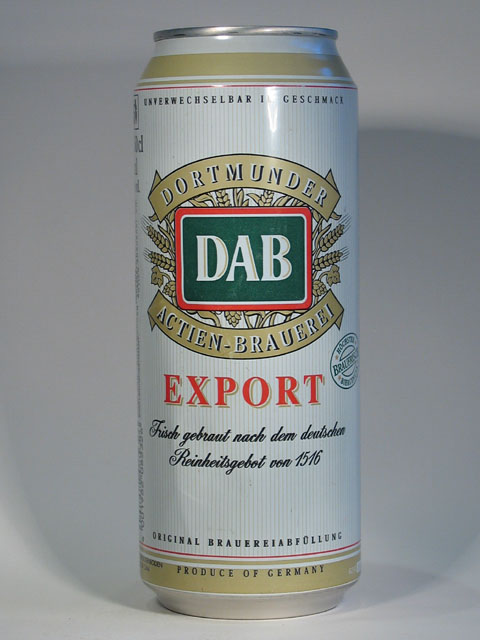 UNVERWECHSELBAR IM GESCHMACK
DORTMUNDER
DAB
ACTIEN-BRAUEREI
EXPORT
Frisch gebraut nach dem deutschen
Reinheitsgebot von 1516
ORIGINAL BRAUEREIABFÜLLUNG
PRODUCE OF GERMANY